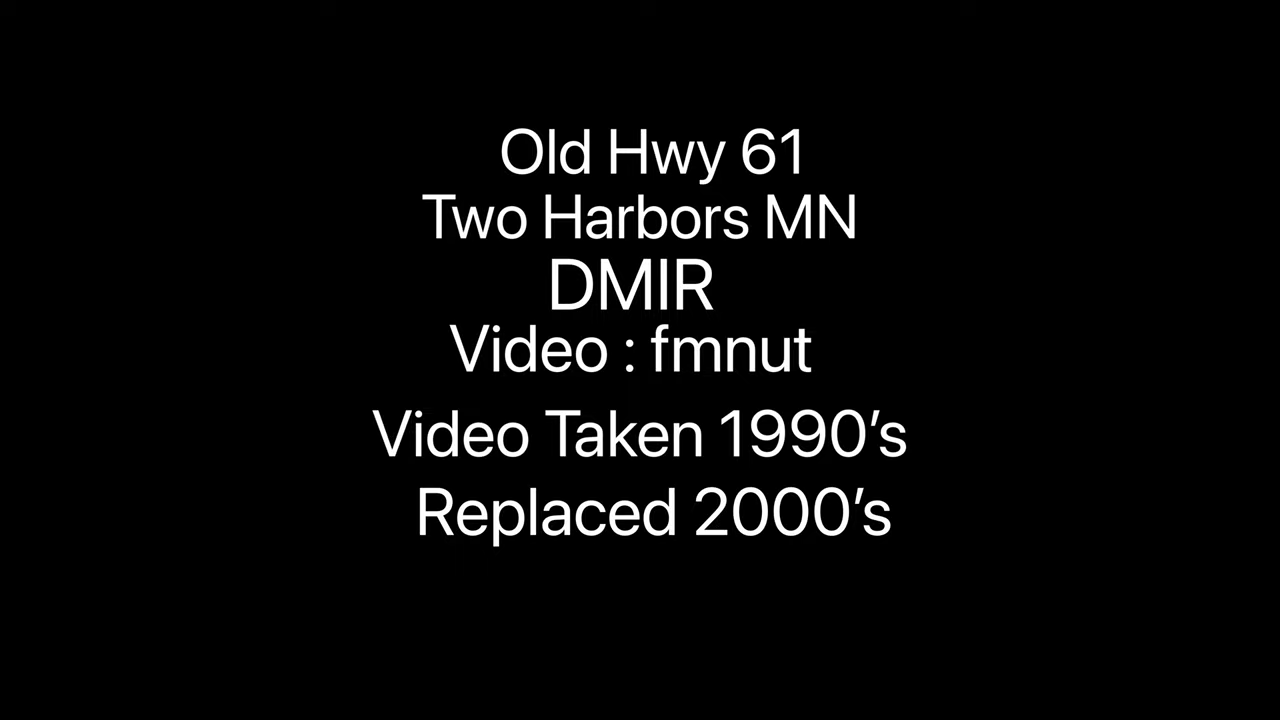 Old Hwy 61
Two Harbors MN
DMIR
Video : fmnut
Video Taken 1990’s
Replaced 2000’s